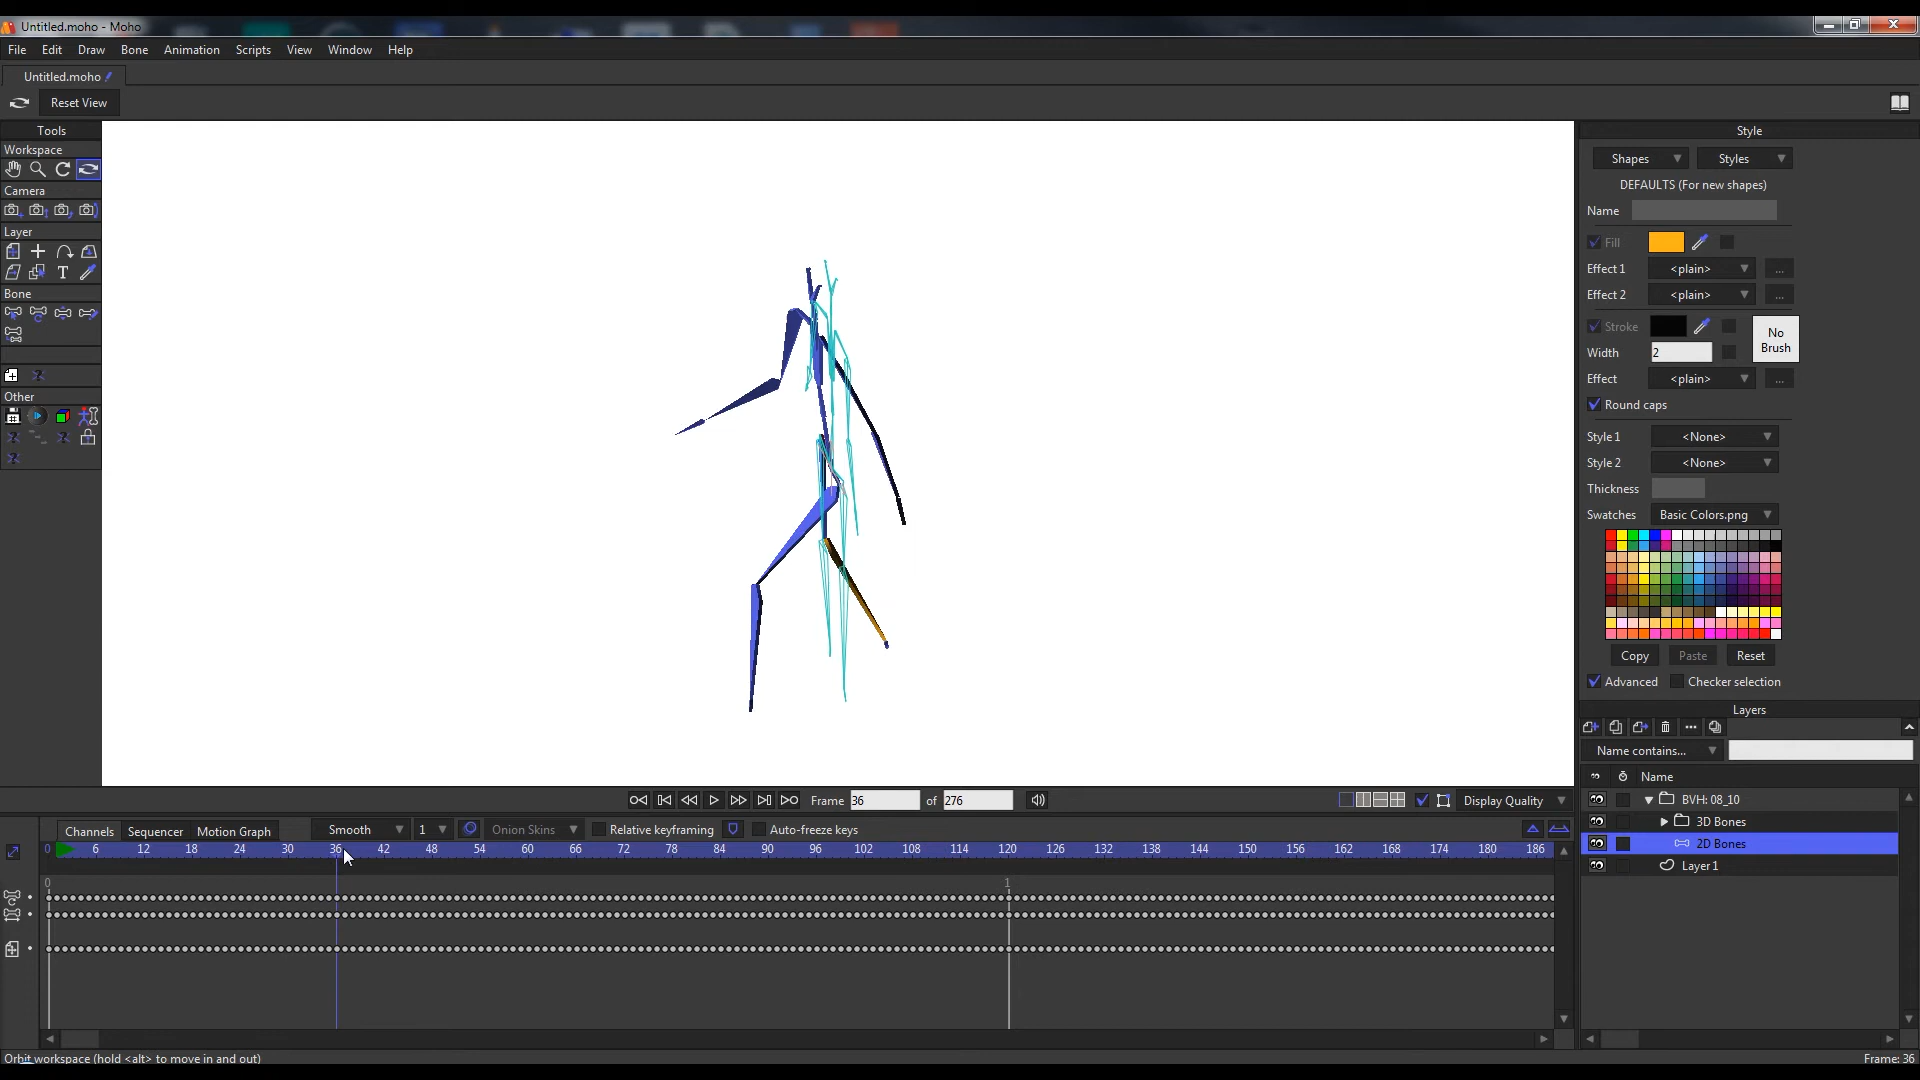 Untitled.moho - Moho
File Edit Draw Bone Animation Scripts View Window Help
Untitled.moho
Reset View
Tools
Workspace
Camera
Layer
T
Bone
Other
Style
Shapes Styles
DEFAULTS (For new shapes)
Name
Fill
Effect 1 <plain> ...
Effect 2 <plain> ...
Stroke
No
Brush
Width 2
Effect <plain> ...
Round caps
Style 1 <None>
Style 2 <None>
Thickness
Swatches Basic Colors.png
Copy Paste Reset
Advanced Checker selection
Layers
Name contains...
Name
BVH: 08_10
3D Bones
2D Bones
Layer 1
Frame 36 of 276 Display Quality
Channels Sequencer Motion Graph Smooth 1 Onion Skins Relative keyframing Auto-freeze keys
0 6 12 18 24 30 36 42 48 54 60 66 72 78 84 90 96 102 108 114 120 126 132 138 144 150 156 162 168 174 180 186
0 1
Orbit workspace (hold <alt> to move in and out) Frame: 36